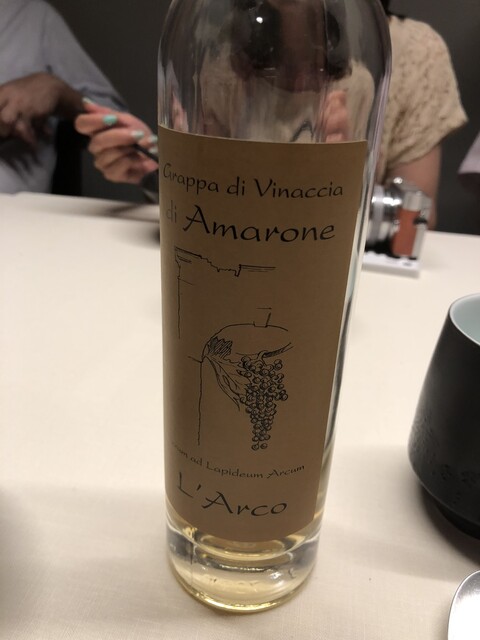 Grappa di Vinaccia
di Amarone
ad Lapideum Arcum
L'Arco